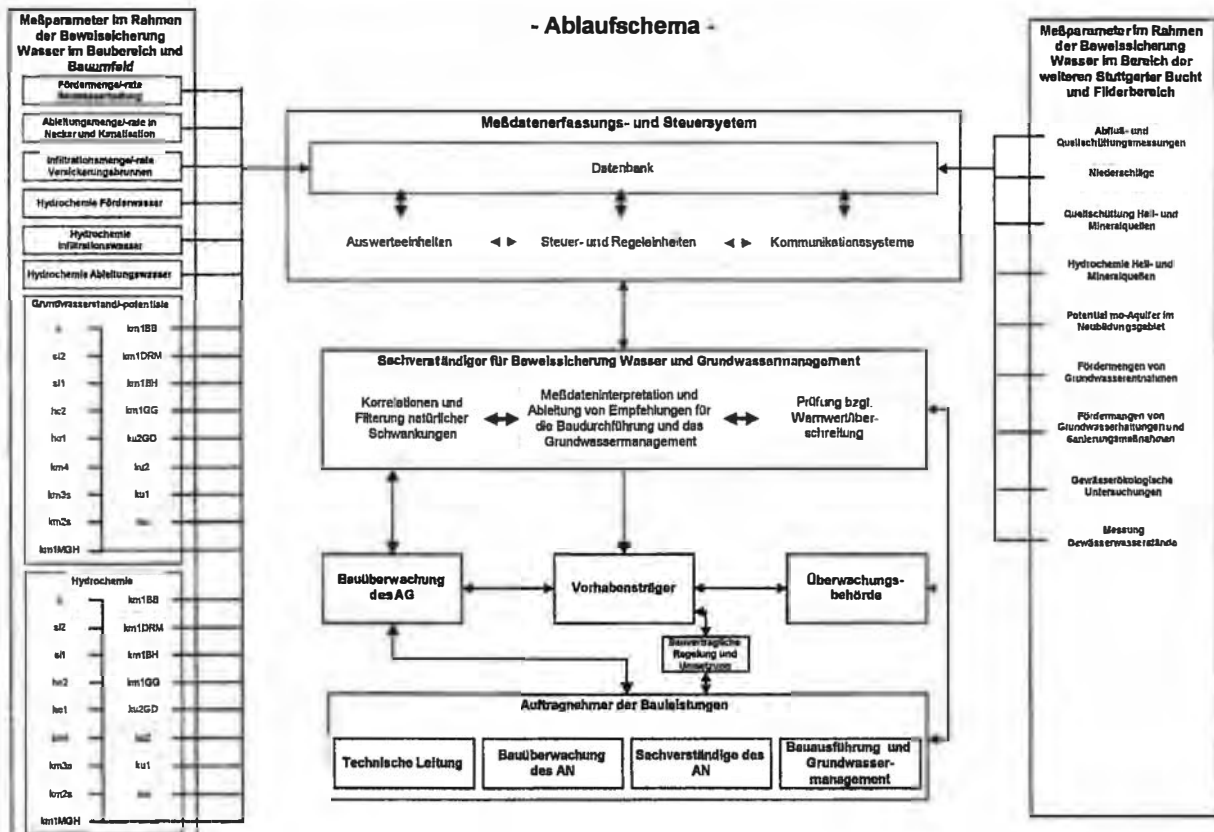 - Ablaufschema -
Meßparameter im Rahmen
der Beweissicherung
Wasser im Baubereich und
Bauumfeld
Fördermenge/-rate
Ableitungsmenge/-rate in
Neckar und Kanalisation
Infiltrationsmenge/-rate
Versickerungsbrunnen
Hydrochemie Förderwasser
Hydrochemie
Infiltrationswasser
Hydrochemie Ableitungswasser
Grundwasserstand/-potentiale
km1BB
sl2 km1DRM
sl1 km1BH
hc2 km1GG
hc1 ku2GD
km4 ku2
km3s ku1
km2s
km1MGH
Hydrochemie
km1BB
sl2 km1DRM
sl1 km1BH
hc2 km1GG
hc1 ku2GD
km3s ku1
km2s
km1MGH
Meßdatenerfassungs- und Steuersystem
Datenbank
Auswerteeinheiten Steuer- und Regeleinheiten Kommunikationssysteme
Sachverständiger für Beweissicherung Wasser und Grundwassermanagement
Korrelationen und
Filterung natürlicher
Schwankungen
Meßdateninterpretation und
Ableitung von Empfehlungen für
die Baudurchführung und das
Grundwassermanagement
Prüfung bzgl.
Warnwertüber-
schreitung
Bauüberwachung
des AG
Vorhabensträger
Überwachungs-
behörde
Bauvertragliche
Regelung und
Umsetzung
Auftragnehmer der Bauleistungen
Technische Leitung
Bauüberwachung
des AN
Sachverständige des
AN
Bauausführung und
Grundwasser-
management
Meßparameter im Rahmen
der Beweissicherung
Wasser im Bereich der
weiteren Stuttgarter Bucht
und Filderbereich
Abfluß- und
Quellschüttungsmessungen
Niederschläge
Quellschüttung Heil- und
Mineralquellen
Hydrochemie Heil- und
Mineralquellen
Potential mo-Aquifer im
Neubildungsgebiet
Fördermengen von
Grundwasserentnahmen
Fördermengen von
Grundwasserhaltungen und
Sanierungsmaßnahmen
Gewässerökologische
Untersuchungen
Messung
Gewässerwasserstände